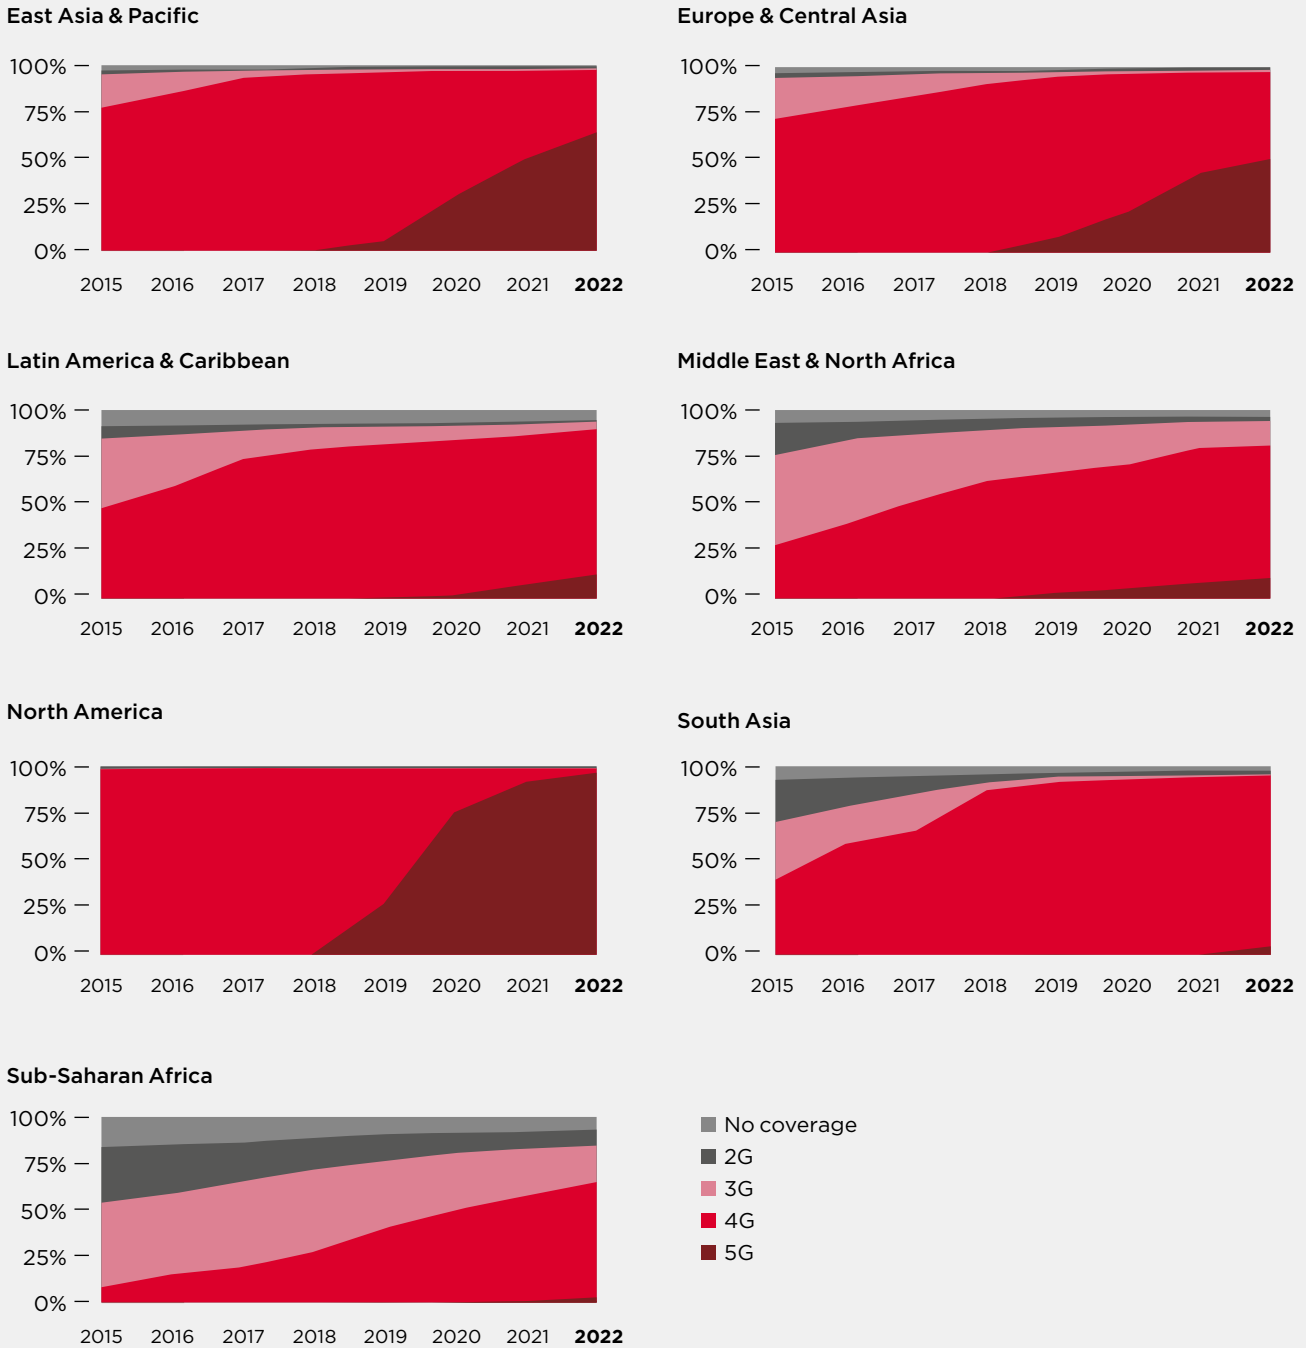 East Asia & Pacific
100%
75%
50%
25%
0%
2015 2016 2017 2018 2019 2020 2021 2022
Europe & Central Asia
100%
75%
50%
25%
0%
2015 2016 2017 2018 2019 2020 2021 2022
Latin America & Caribbean
100%
75%
50%
25%
0%
2015 2016 2017 2018 2019 2020 2021 2022
Middle East & North Africa
100%
75%
50%
25%
0%
2015 2016 2017 2018 2019 2020 2021 2022
North America
100%
75%
50%
25%
0%
2015 2016 2017 2018 2019 2020 2021 2022
South Asia
100%
75%
50%
25%
0%
2015 2016 2017 2018 2019 2020 2021 2022
Sub-Saharan Africa
100%
75%
50%
25%
0%
2015 2016 2017 2018 2019 2020 2021 2022
No coverage
2G
3G
4G
5G